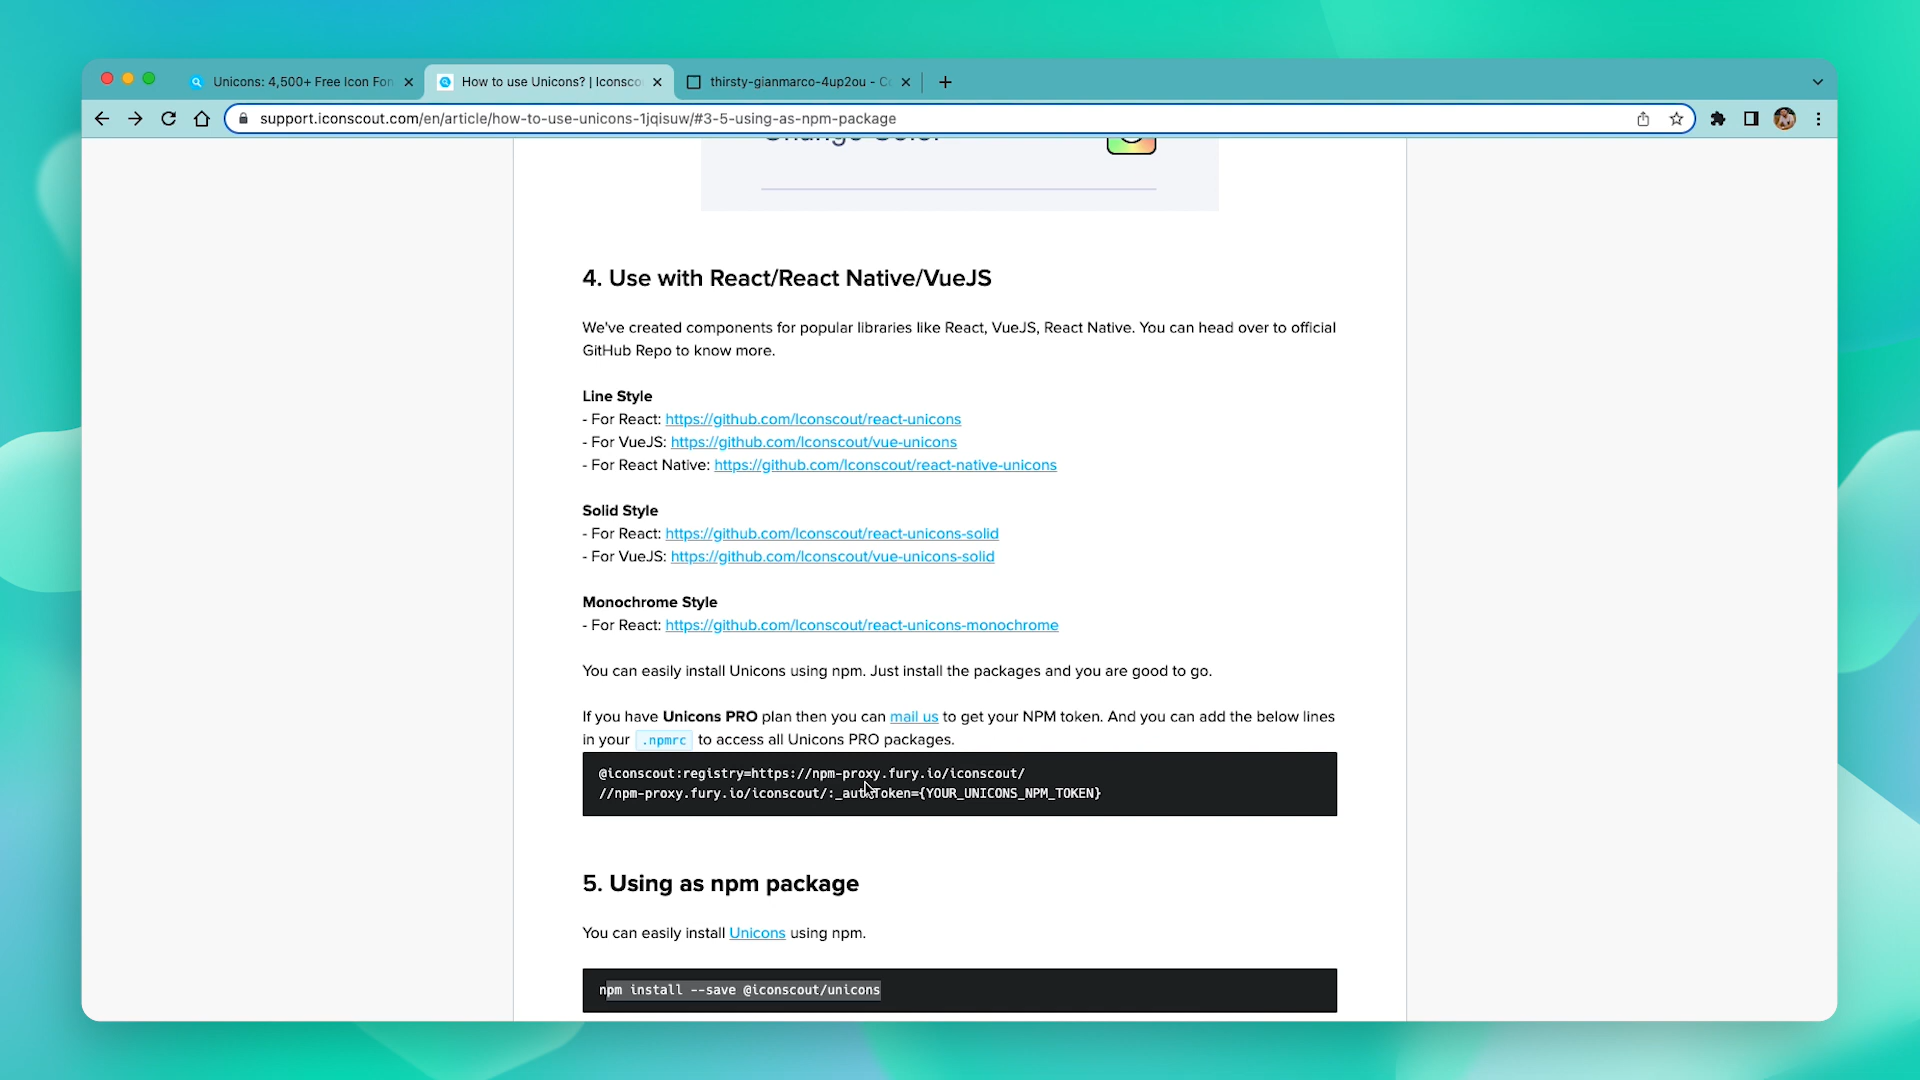 Unicons: 4,500+ Free Icon Fon
How to use Unicons? | Iconsco
thirsty-gianmarco-4up2ou - Co
support.iconscout.com/en/article/how-to-use-unicons-1jqisuw/#3-5-using-as-npm-package
Change Color
4. Use with React/React Native/VueJS
We've created components for popular libraries like React, VueJS, React Native. You can head over to official
GitHub Repo to know more.
Line Style
- For React: https://github.com/Iconscout/react-unicons
- For VueJS: https://github.com/Iconscout/vue-unicons
- For React Native: https://github.com/Iconscout/react-native-unicons
Solid Style
- For React: https://github.com/Iconscout/react-unicons-solid
- For VueJS: https://github.com/Iconscout/vue-unicons-solid
Monochrome Style
- For React: https://github.com/Iconscout/react-unicons-monochrome
You can easily install Unicons using npm. Just install the packages and you are good to go.
If you have Unicons PRO plan then you can mail us to get your NPM token. And you can add the below lines
in your .npmrc to access all Unicons PRO packages.
@iconscout:registry=https://npm-proxy.fury.io/iconscout/
//npm-proxy.fury.io/iconscout/:_authToken={YOUR_UNICONS_NPM_TOKEN}
5. Using as npm package
You can easily install Unicons using npm.
npm install --save @iconscout/unicons